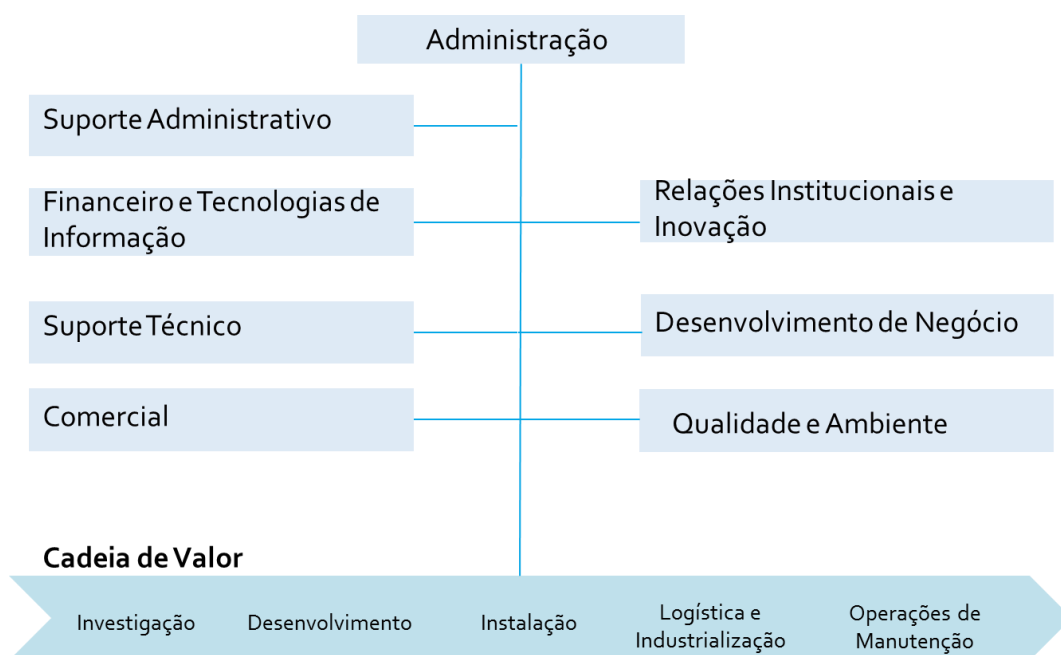 Administração
Suporte Administrativo
Financeiro e Tecnologias de
Informação
Relações Institucionais e
Inovação
Suporte Técnico
Desenvolvimento de Negócio
Comercial
Qualidade e Ambiente
Cadeia de Valor
Investigação
Desenvolvimento
Instalação
Logística e
Industrialização
Operações de
Manutenção